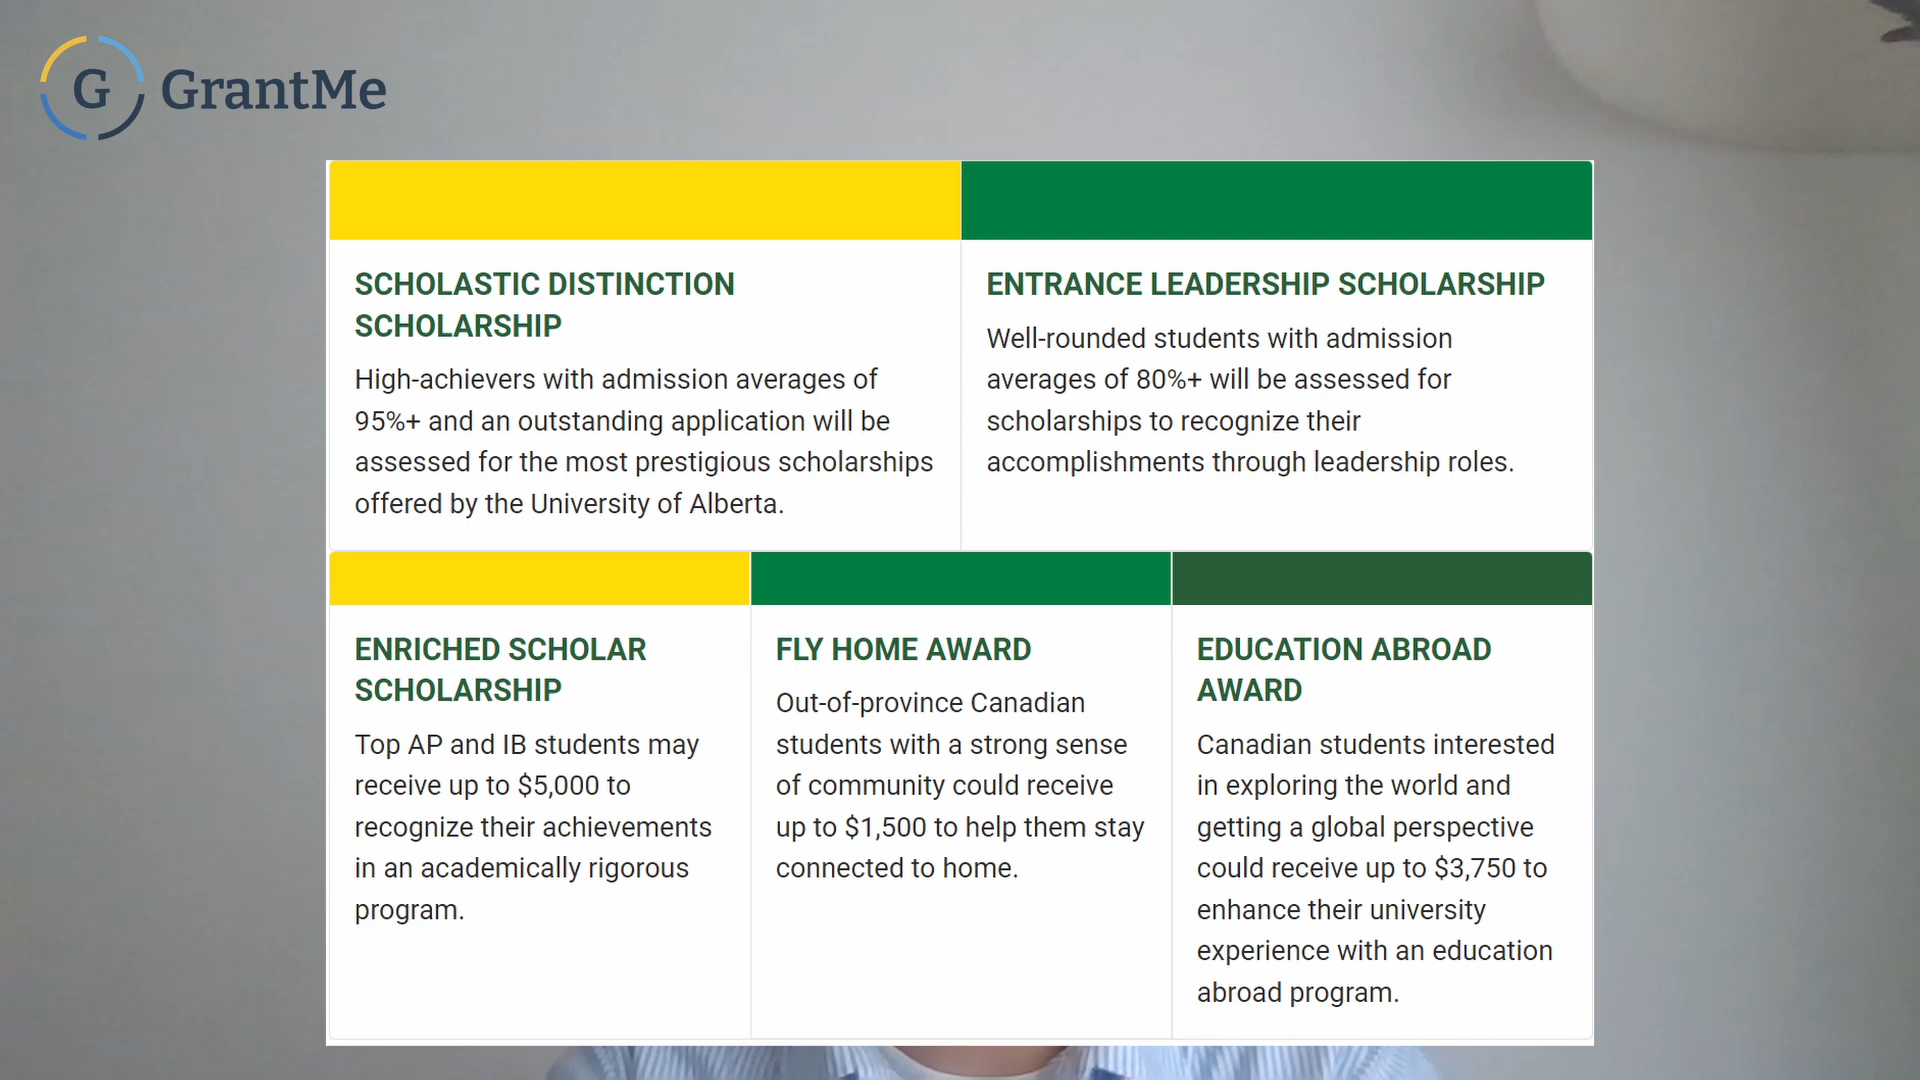 G GrantMe
SCHOLASTIC DISTINCTION
SCHOLARSHIP
High-achievers with admission averages of
95%+ and an outstanding application will be
assessed for the most prestigious scholarships
offered by the University of Alberta.
ENTRANCE LEADERSHIP SCHOLARSHIP
Well-rounded students with admission
averages of 80%+ will be assessed for
scholarships to recognize their
accomplishments through leadership roles.
ENRICHED SCHOLAR
SCHOLARSHIP
Top AP and IB students may
receive up to $5,000 to
recognize their achievements
in an academically rigorous
program.
FLY HOME AWARD
Out-of-province Canadian
students with a strong sense
of community could receive
up to $1,500 to help them stay
connected to home.
EDUCATION ABROAD
AWARD
Canadian students interested
in exploring the world and
getting a global perspective
could receive up to $3,750 to
enhance their university
experience with an education
abroad program.